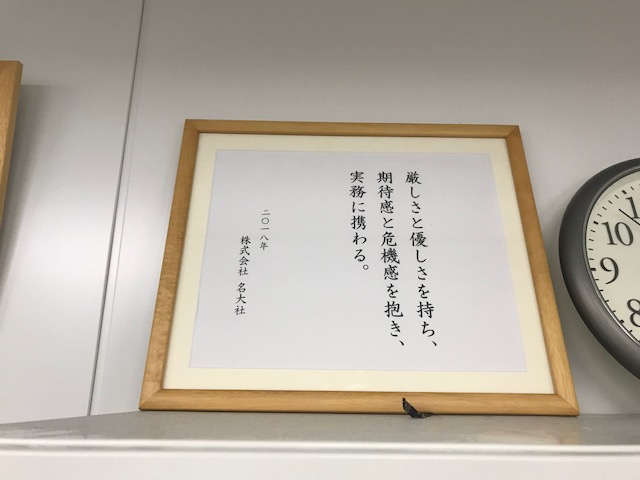 厳しさと優しさを持ち、
期待感と危機感を抱き、
実務に携わる。
二〇一八年
株式会社 名大社
10
9
8